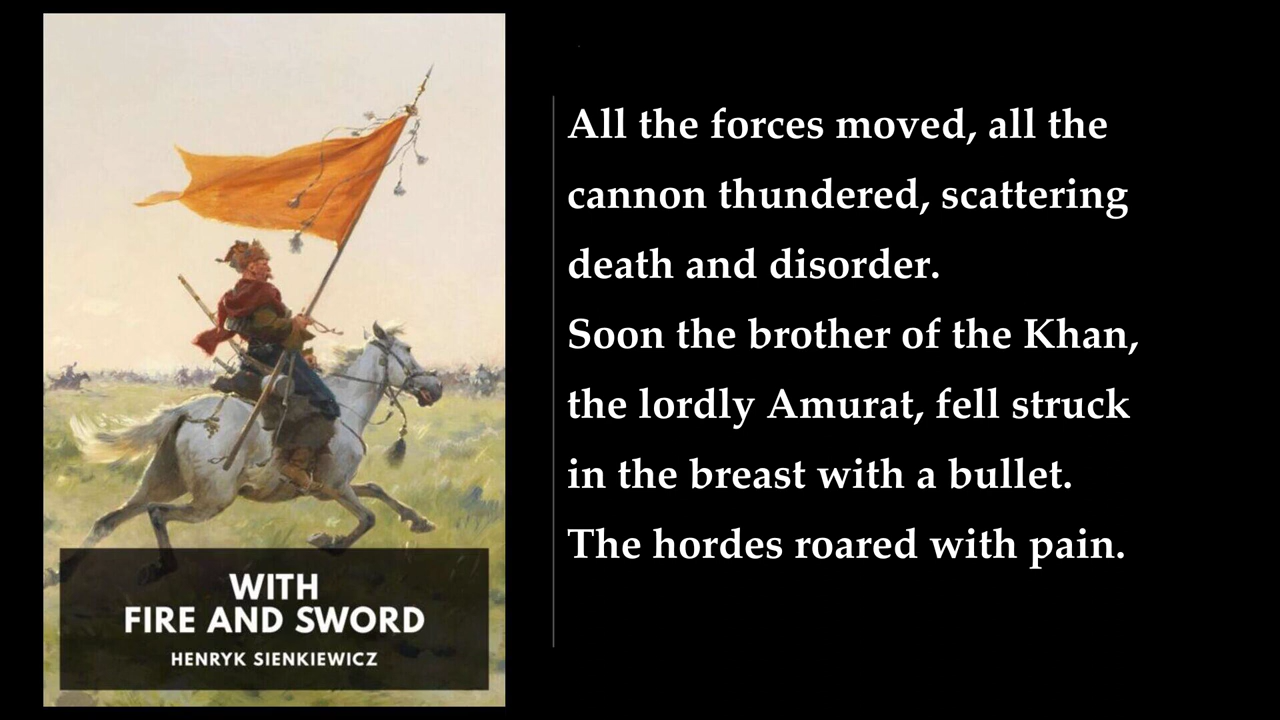 WITH
FIRE AND SWORD
HENRYK SIENKIEWICZ
All the forces moved, all the
cannon thundered, scattering
death and disorder.
Soon the brother of the Khan,
the lordly Amurat, fell struck
in the breast with a bullet.
The hordes roared with pain.